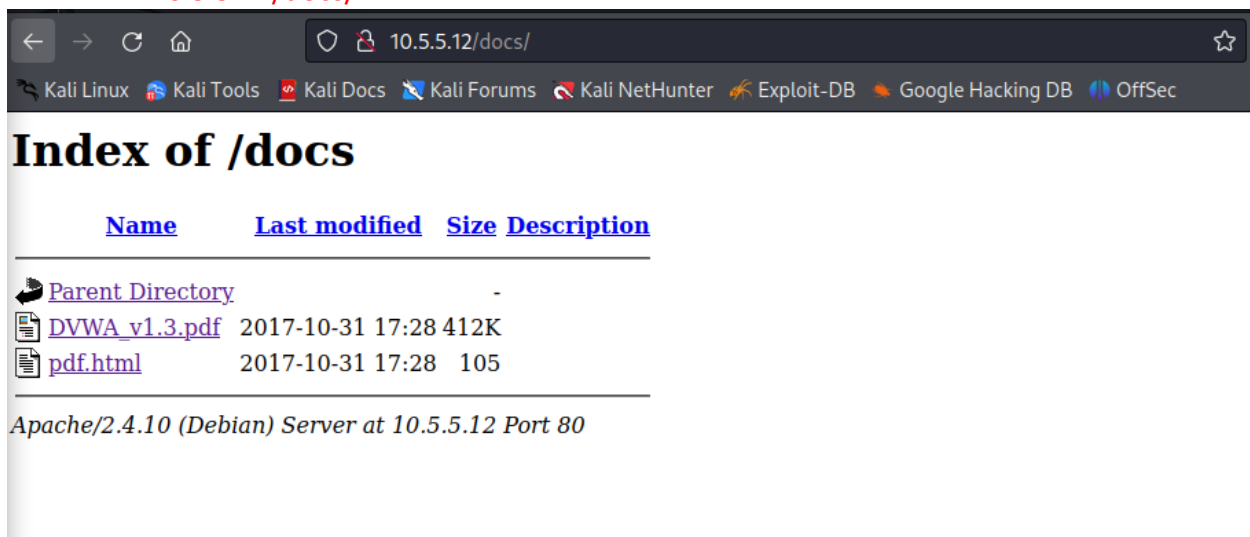 10.5.5.12/docs/
Kali Linux Kali Tools Kali Docs Kali Forums Kali NetHunter Exploit-DB Google Hacking DB OffSec
Index of /docs
Name Last modified Size Description
Parent Directory -
DVWA_v1.3.pdf 2017-10-31 17:28 412K
pdf.html 2017-10-31 17:28 105
Apache/2.4.10 (Debian) Server at 10.5.5.12 Port 80